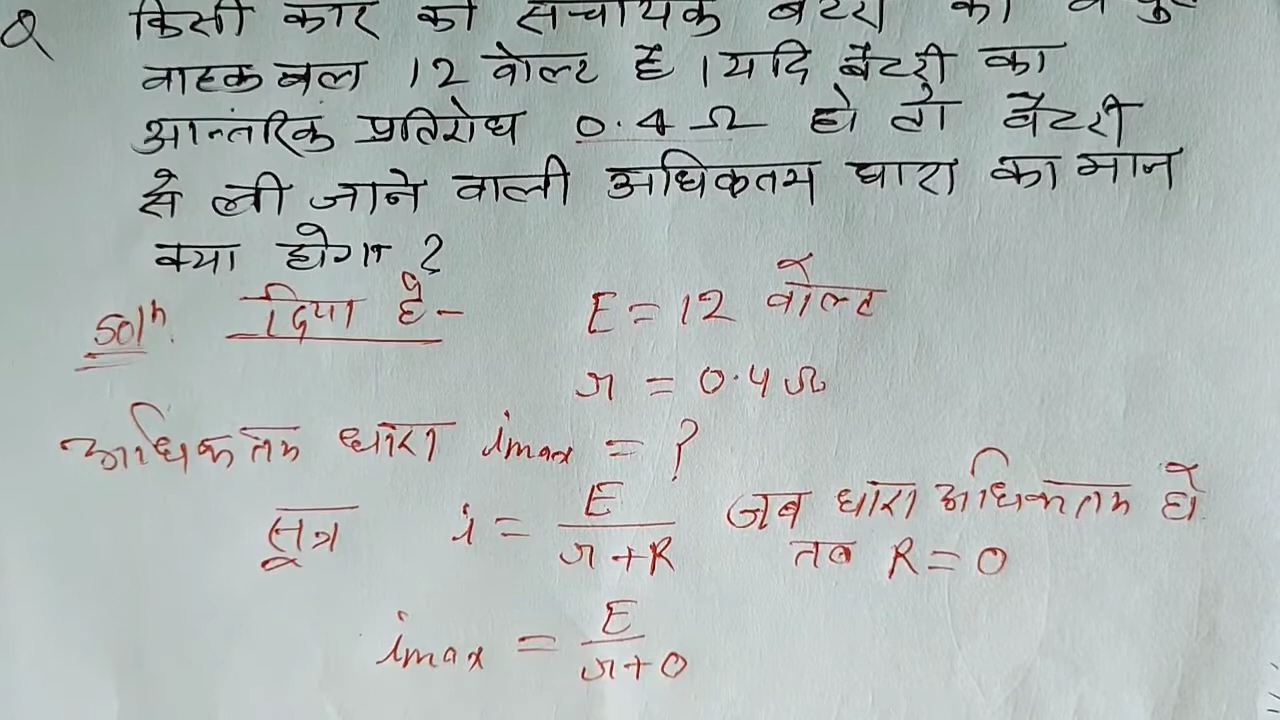 Q किसी कार की संचायक बैटरी का
वाहक बल 12 वोल्ट है । यदि बैटरी का
आन्तरिक प्रतिरोध 0.4 Ω हो तो बैटरी
से ली जाने वाली अधिकतम धारा का मान
क्या होगा ?
Solⁿ. दिया है- E = 12 वोल्ट
r = 0.4 Ω
अधिकतम धारा imax = ?
सूत्र i = E / r + R जब धारा अधिकतम हो
तब R = 0
imax = E / r + 0